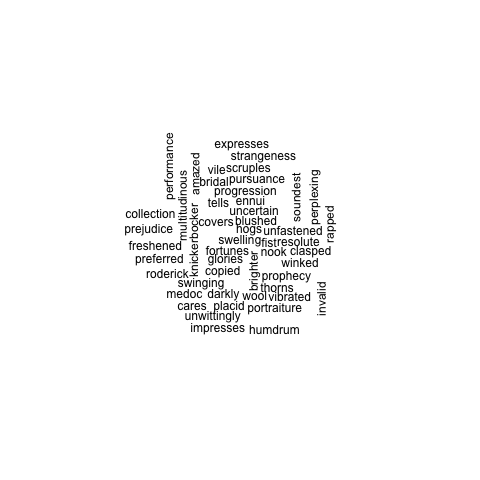 performance
expresses
strangeness
amazed
vile
scruples
multitudinous
bridal
pursuance
soundest
perplexing
progression
tells
ennui
collection
knickerbocker
uncertain
rapped
covers
blushed
prejudice
hogs
unfastened
freshened
swelling
fist
resolute
fortunes
nook
clasped
preferred
glories
brighter
winked
roderick
copied
prophecy
swinging
thorns
invalid
medoc
darkly
wool
vibrated
cares
placid
portraiture
unwittingly
impresses
humdrum